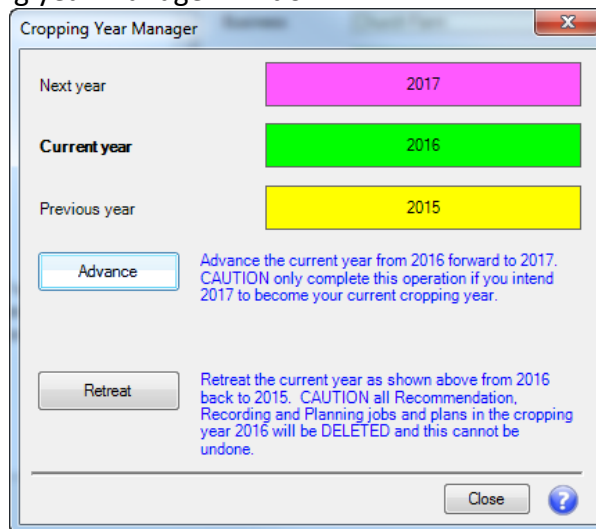 Cropping Year Manager
Next year 2017
Current year 2016
Previous year 2015
Advance
Advance the current year from 2016 forward to 2017.
CAUTION only complete this operation if you intend
2017 to become your current cropping year.
Retreat
Retreat the current year as shown above from 2016
back to 2015. CAUTION all Recommendation,
Recording and Planning jobs and plans in the cropping
year 2016 will be DELETED and this cannot be
undone.
Close
?